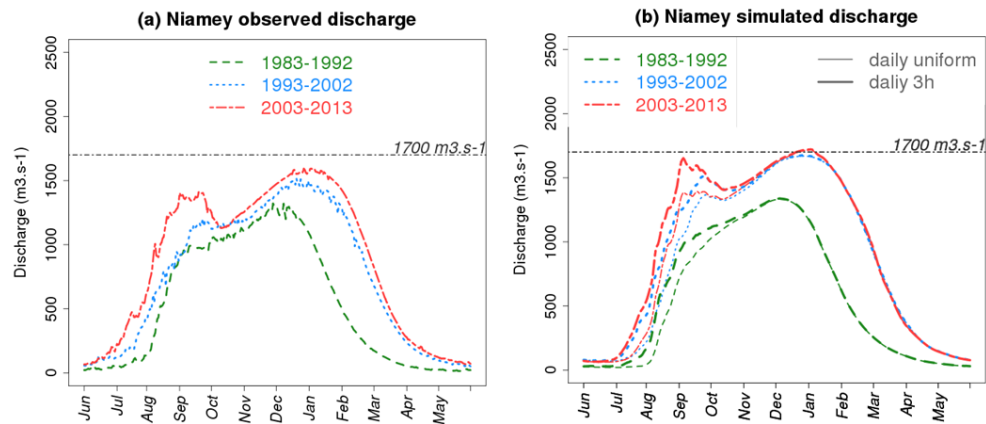 (a) Niamey observed discharge
2500
2000
1500
1000
500
0
Discharge (m3.s-1)
1983-1992
1993-2002
2003-2013
1700 m3.s-1
Jun Jul Aug Sep Oct Nov Dec Jan Feb Mar Apr May
(b) Niamey simulated discharge
2500
2000
1500
1000
500
0
Discharge (m3.s-1)
1983-1992
1993-2002
2003-2013
daily uniform
daliy 3h
1700 m3.s-1
Jun Jul Aug Sep Oct Nov Dec Jan Feb Mar Apr May